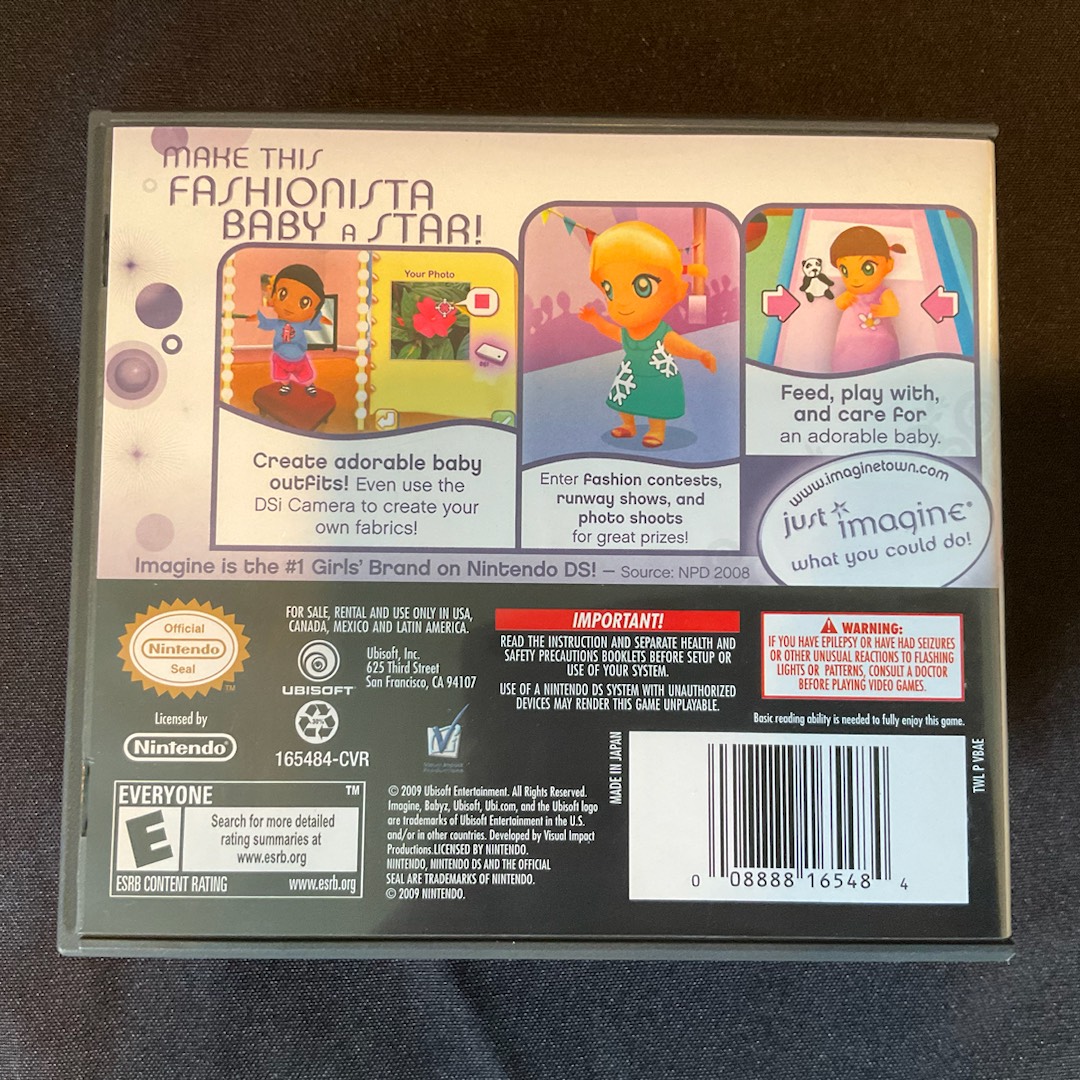 MAKE THIS
FASHIONISTA
BABY A STAR!
Your Photo
Create adorable baby
outfits! Even use the
DSi Camera to create your
own fabrics!
Enter fashion contests,
runway shows, and
photo shoots
for great prizes!
Feed, play with,
and care for
an adorable baby.
www.imaginetown.com
just imagine®
what you could do!
Imagine is the #1 Girls' Brand on Nintendo DS! – Source: NPD 2008
Official
Nintendo
Seal
TM
Licensed by
Nintendo®
FOR SALE, RENTAL AND USE ONLY IN USA,
CANADA, MEXICO AND LATIN AMERICA.
UBISOFT
Ubisoft, Inc.
625 Third Street
San Francisco, CA 94107
30%
165484-CVR
IMPORTANT!
READ THE INSTRUCTION AND SEPARATE HEALTH AND
SAFETY PRECAUTIONS BOOKLETS BEFORE SETUP OR
USE OF YOUR SYSTEM.
USE OF A NINTENDO DS SYSTEM WITH UNAUTHORIZED
DEVICES MAY RENDER THIS GAME UNPLAYABLE.
WARNING:
IF YOU HAVE EPILEPSY OR HAVE HAD SEIZURES
OR OTHER UNUSUAL REACTIONS TO FLASHING
LIGHTS OR PATTERNS, CONSULT A DOCTOR
BEFORE PLAYING VIDEO GAMES.
Basic reading ability is needed to fully enjoy this game.
EVERYONE TM
E
Search for more detailed
rating summaries at
www.esrb.org
ESRB CONTENT RATING www.esrb.org
© 2009 Ubisoft Entertainment. All Rights Reserved.
Imagine, Babyz, Ubisoft, Ubi.com, and the Ubisoft logo
are trademarks of Ubisoft Entertainment in the U.S.
and/or in other countries. Developed by Visual Impact
Productions.LICENSED BY NINTENDO.
NINTENDO, NINTENDO DS AND THE OFFICIAL
SEAL ARE TRADEMARKS OF NINTENDO.
© 2009 NINTENDO.
MADE IN JAPAN
0 08888 16548 4
TWL P VBAE